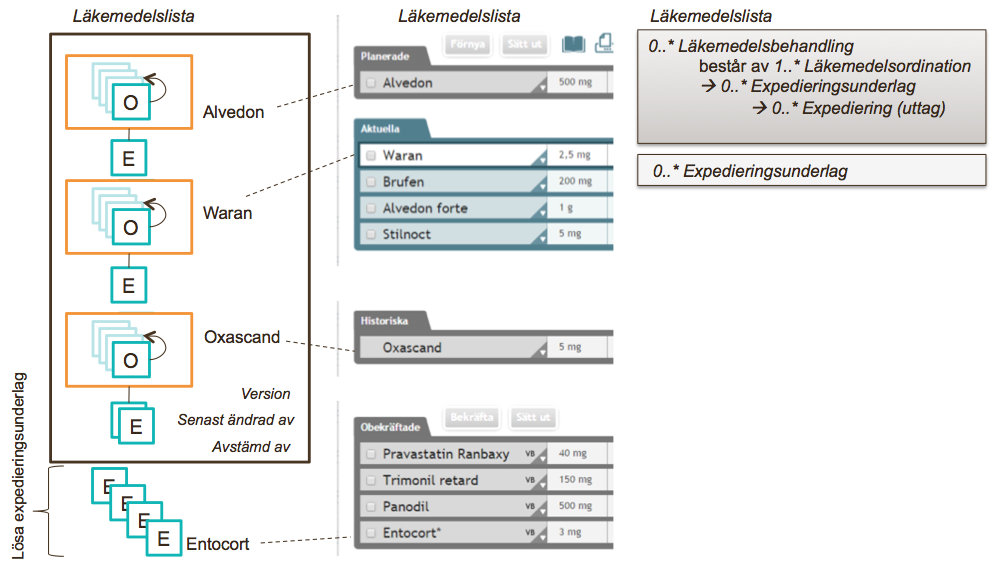 Läkemedelslista
O
Alvedon
E
O
Waran
E
O
Oxascand
Version
Senast ändrad av
E
Avstämd av
Lösa expedieringsunderlag
E
E
E
E
Entocort
Läkemedelslista
Förnya
Sätt ut
Planerade
Alvedon 500 mg
Aktuella
Waran 2,5 mg
Brufen 200 mg
Alvedon forte 1 g
Stilnoct 5 mg
Historiska
Oxascand 5 mg
Bekräfta
Sätt ut
Obekräftade
Pravastatin Ranbaxy VB 40 mg
Trimonil retard VB 150 mg
Panodil VB 500 mg
Entocort* VB 3 mg
Läkemedelslista
0..* Läkemedelsbehandling
består av 1..* Läkemedelsordination
→ 0..* Expedieringsunderlag
→ 0..* Expediering (uttag)
0..* Expedieringsunderlag